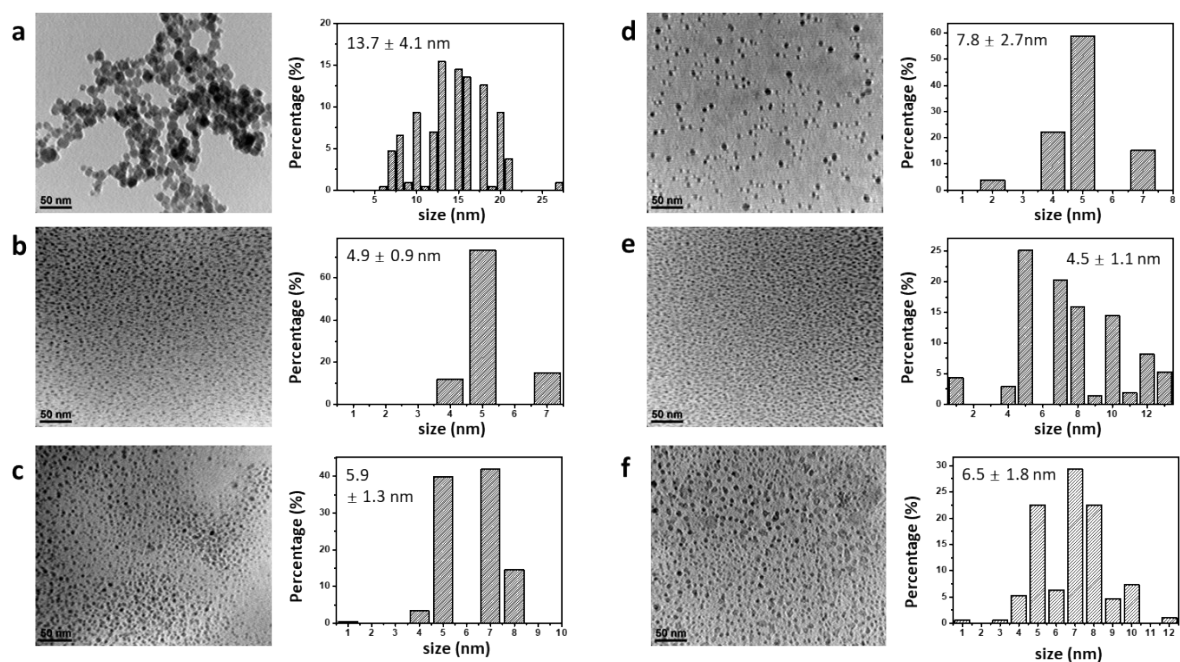 a
50 nm
13.7 ± 4.1 nm
Percentage (%)
20
15
10
5
0
5 10 15 20 25
size (nm)
b
50 nm
4.9 ± 0.9 nm
Percentage (%)
60
40
20
0
1 2 3 4 5 6 7
size (nm)
c
50 nm
5.9
± 1.3 nm
Percentage (%)
40
30
20
10
0
1 2 3 4 5 6 7 8 9 10
size (nm)
d
50 nm
7.8 ± 2.7nm
Percentage (%)
60
50
40
30
20
10
0
1 2 3 4 5 6 7 8
size (nm)
e
50 nm
4.5 ± 1.1 nm
Percentage (%)
25
20
15
10
5
0
2 4 6 8 10 12
size (nm)
f
50 nm
6.5 ± 1.8 nm
Percentage (%)
30
25
20
15
10
5
0
1 2 3 4 5 6 7 8 9 10 11 12
size (nm)